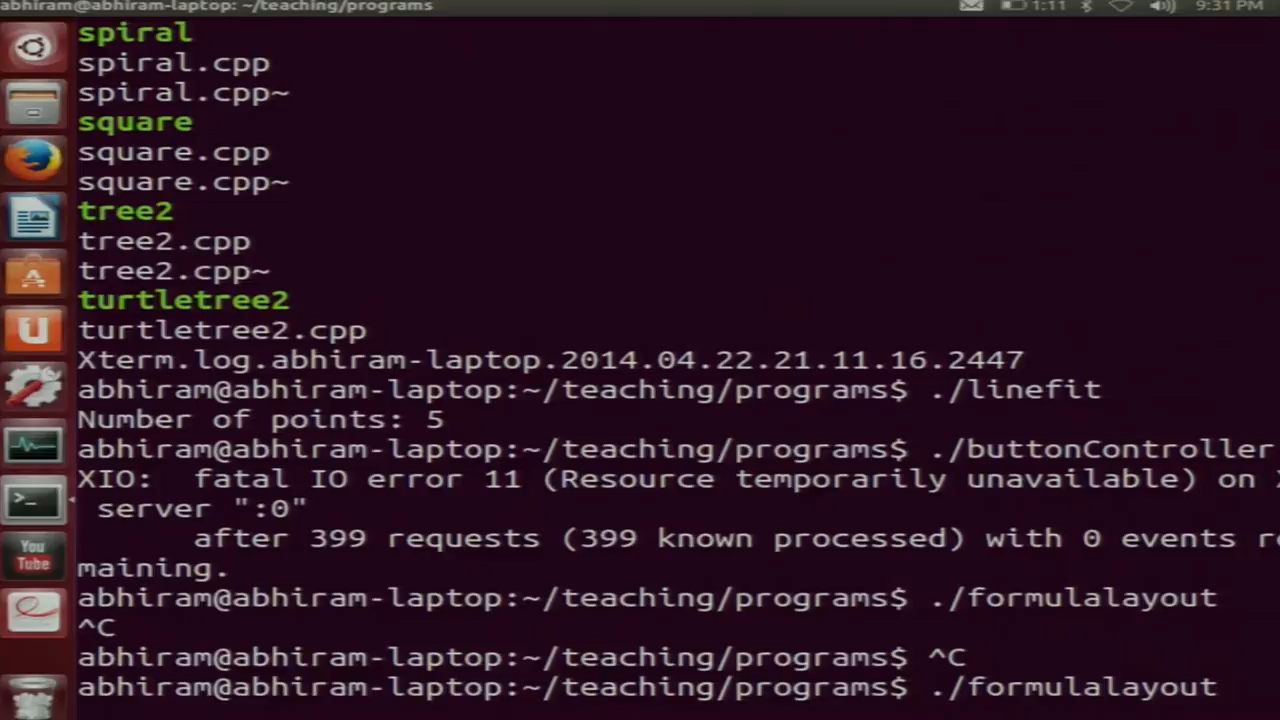 abhiram@abhiram-laptop: ~/teaching/programs
1:11
9:31 PM
spiral
spiral.cpp
spiral.cpp~
square
square.cpp
square.cpp~
tree2
tree2.cpp
tree2.cpp~
turtletree2
turtletree2.cpp
Xterm.log.abhiram-laptop.2014.04.22.21.11.16.2447
abhiram@abhiram-laptop:~/teaching/programs$ ./linefit
Number of points: 5
abhiram@abhiram-laptop:~/teaching/programs$ ./buttonController
XIO:  fatal IO error 11 (Resource temporarily unavailable) on X
 server ":0"
      after 399 requests (399 known processed) with 0 events re
maining.
abhiram@abhiram-laptop:~/teaching/programs$ ./formulalayout
^C
abhiram@abhiram-laptop:~/teaching/programs$ ^C
abhiram@abhiram-laptop:~/teaching/programs$ ./formulalayout
You
Tube